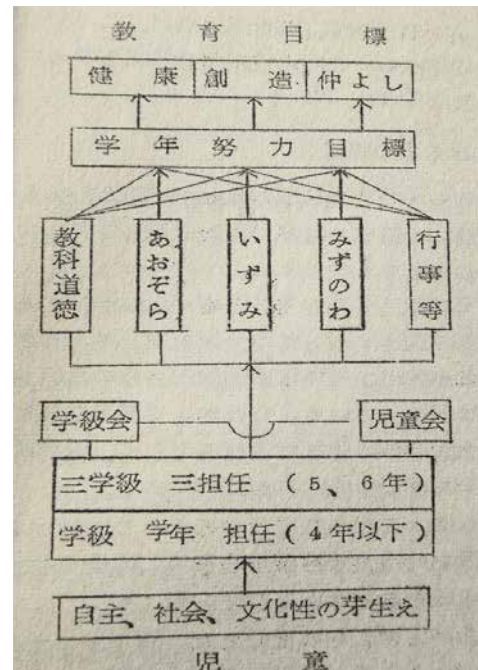 教育目標
健康 創造 仲よし
学年努力目標
教科道徳
あおぞら
いずみ
みずのわ
行事等
学級会 児童会
三学級 三担任 (5、6年)
学級 学年 担任(4年以下)
自主、社会、文化性の芽生え
児童